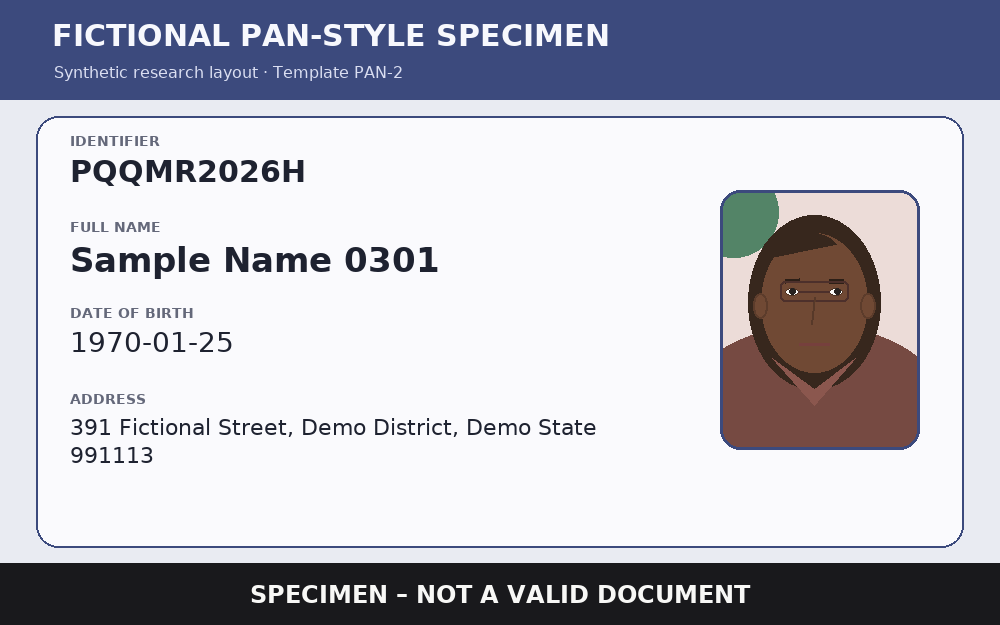 FICTIONAL PAN-STYLE SPECIMEN
Synthetic research layout · Template PAN-2
IDENTIFIER
PQQMR2026H
FULL NAME
Sample Name 0301
DATE OF BIRTH
1970-01-25
ADDRESS
391 Fictional Street, Demo District, Demo State
991113
SPECIMEN – NOT A VALID DOCUMENT